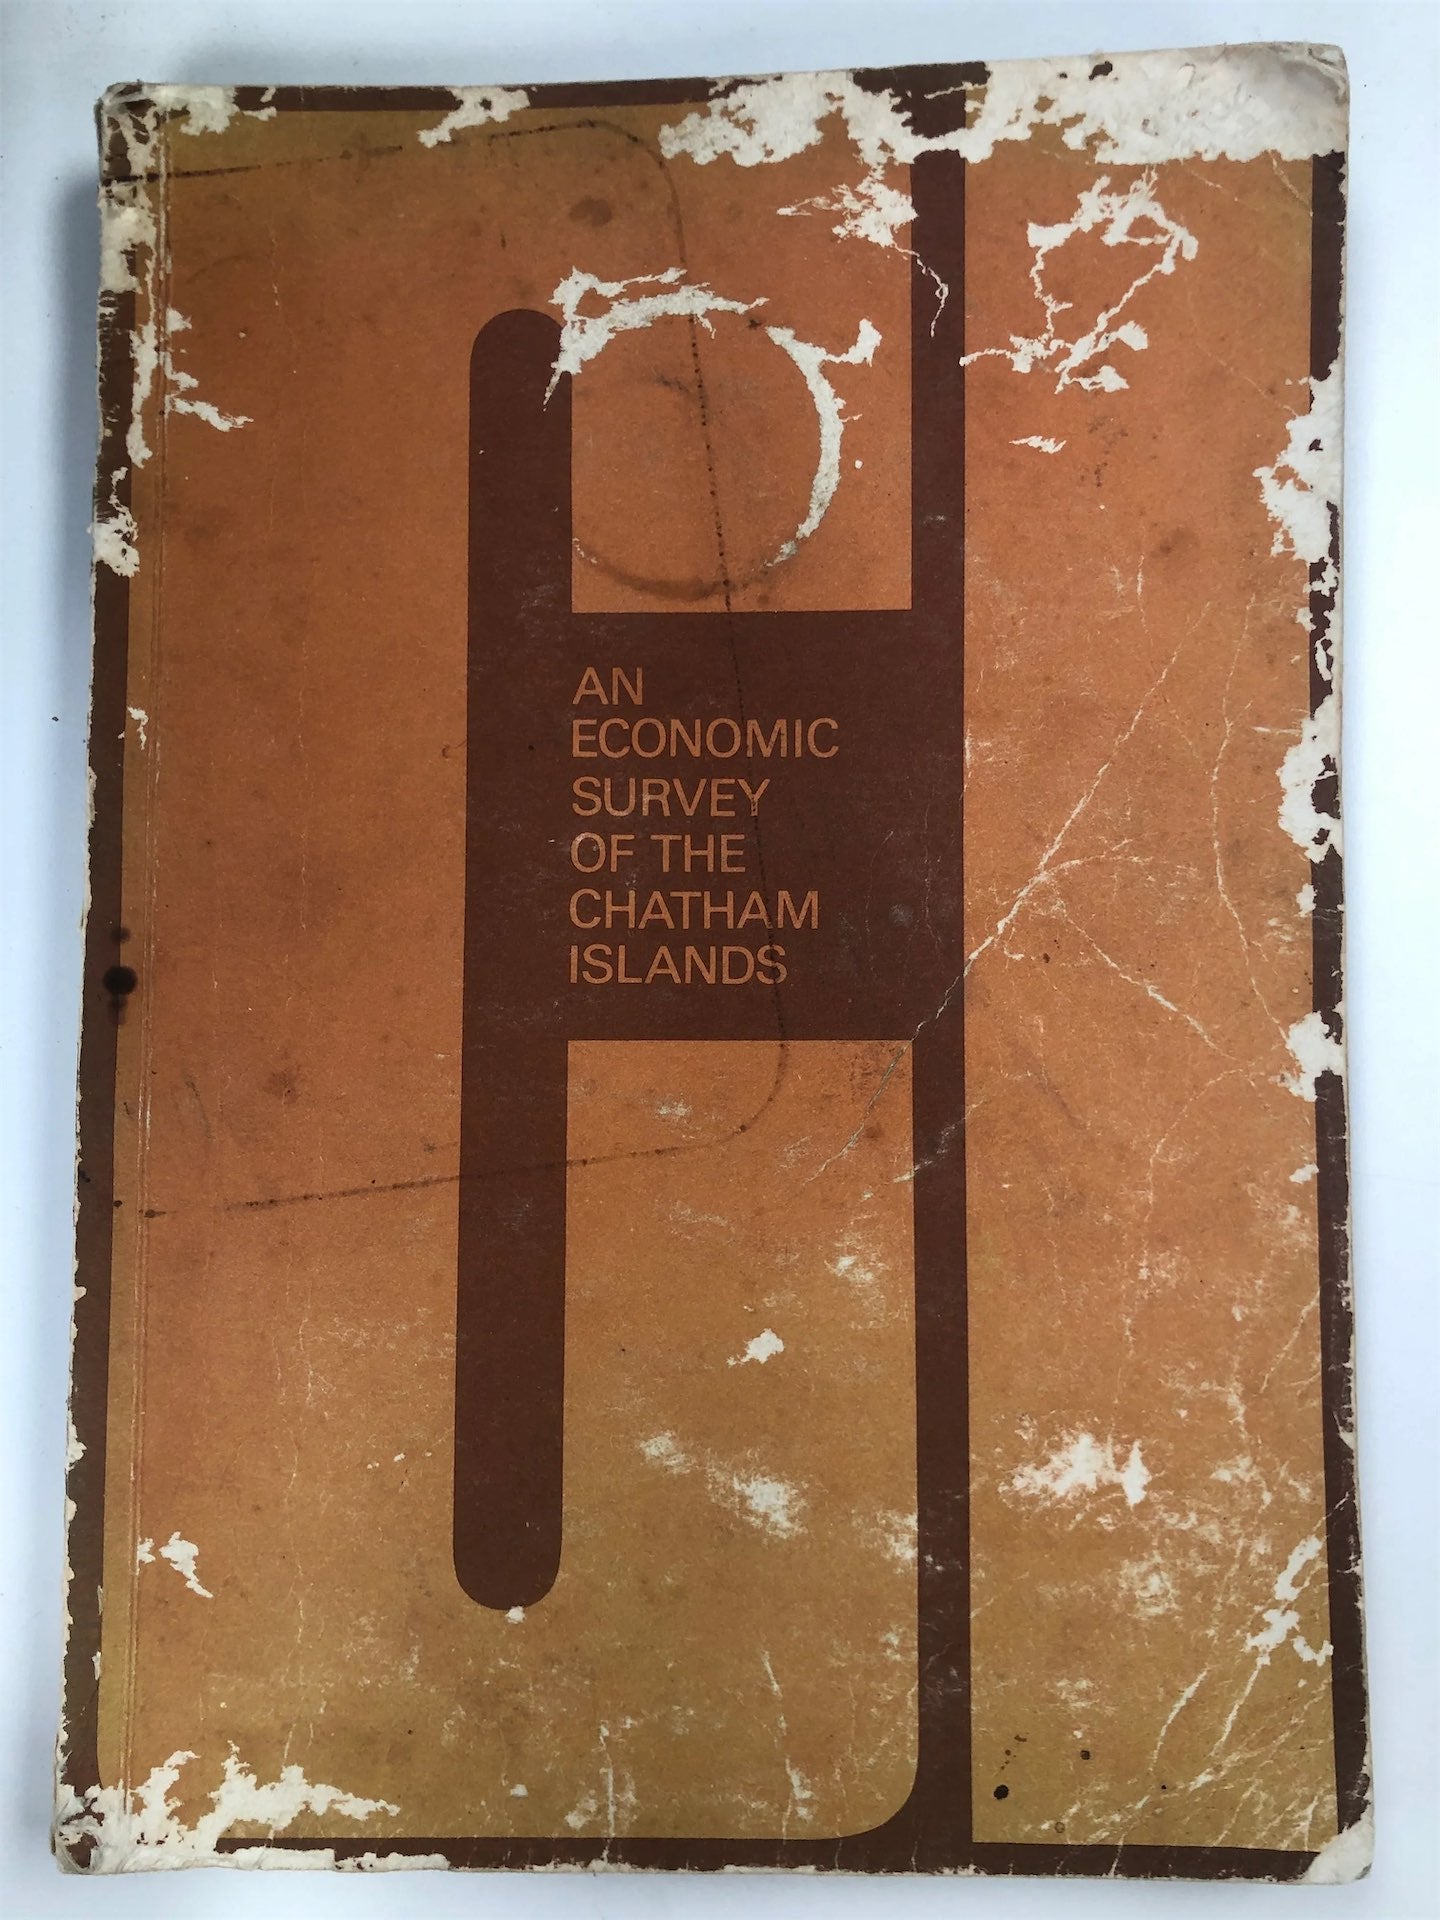 AN
ECONOMIC
SURVEY
OF THE
CHATHAM
ISLANDS